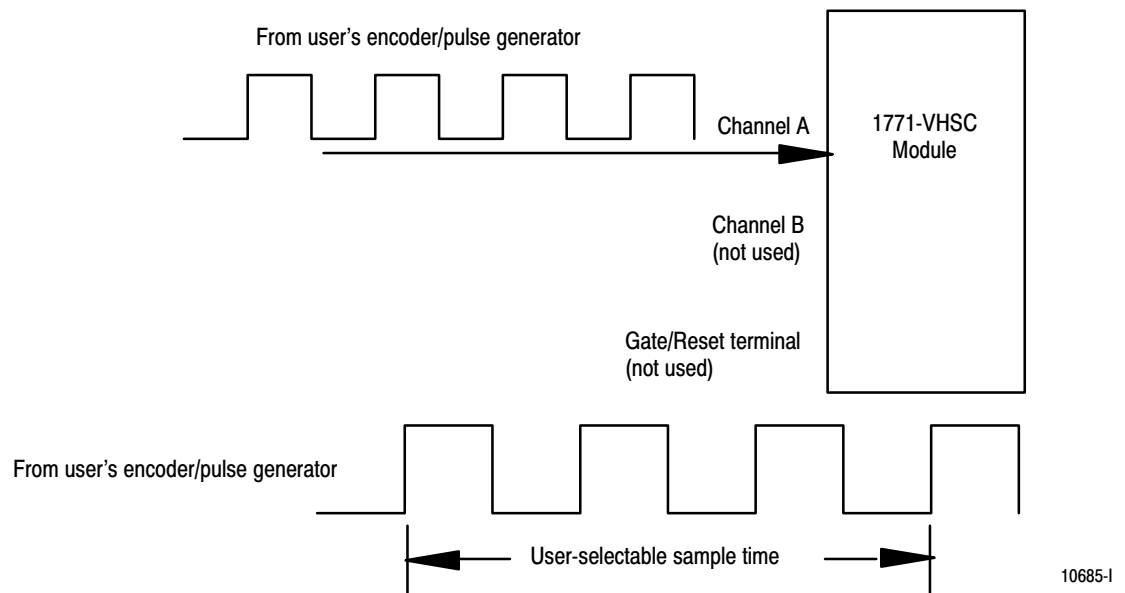 From user's encoder/pulse generator
Channel A
1771-VHSC
Module
Channel B
(not used)
Gate/Reset terminal
(not used)
From user's encoder/pulse generator
User-selectable sample time
10685-I